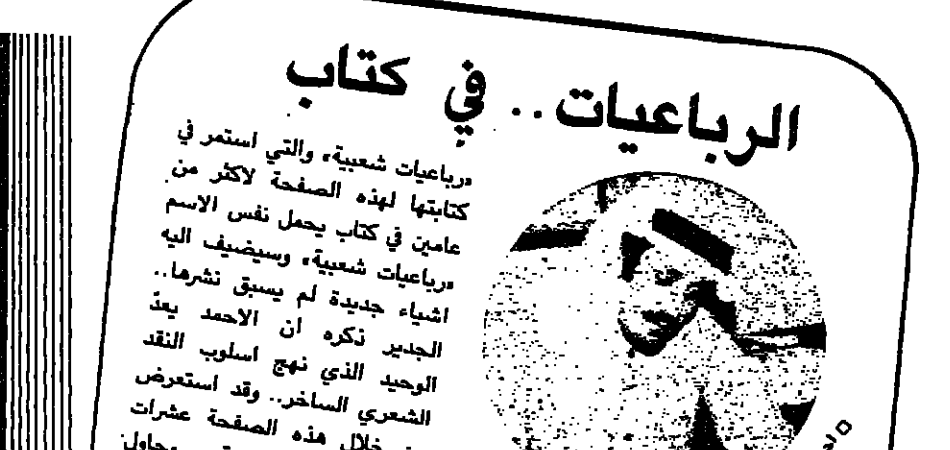 الرباعيات.. في كتاب
«رباعيات شعبية» والتي استمر في
كتابتها لهذه الصفحة لاكثر من
عامين في كتاب يحمل نفس الاسم
«رباعيات شعبية» وسيضيف اليه
اشياء جديدة لم يسبق نشرها..
الجدير ذكره ان الاحمد يعدّ
الوحيد الذي نهج اسلوب النقد
الشعري الساخر.. وقد استعرض
خلال هذه الصفحة عشرات